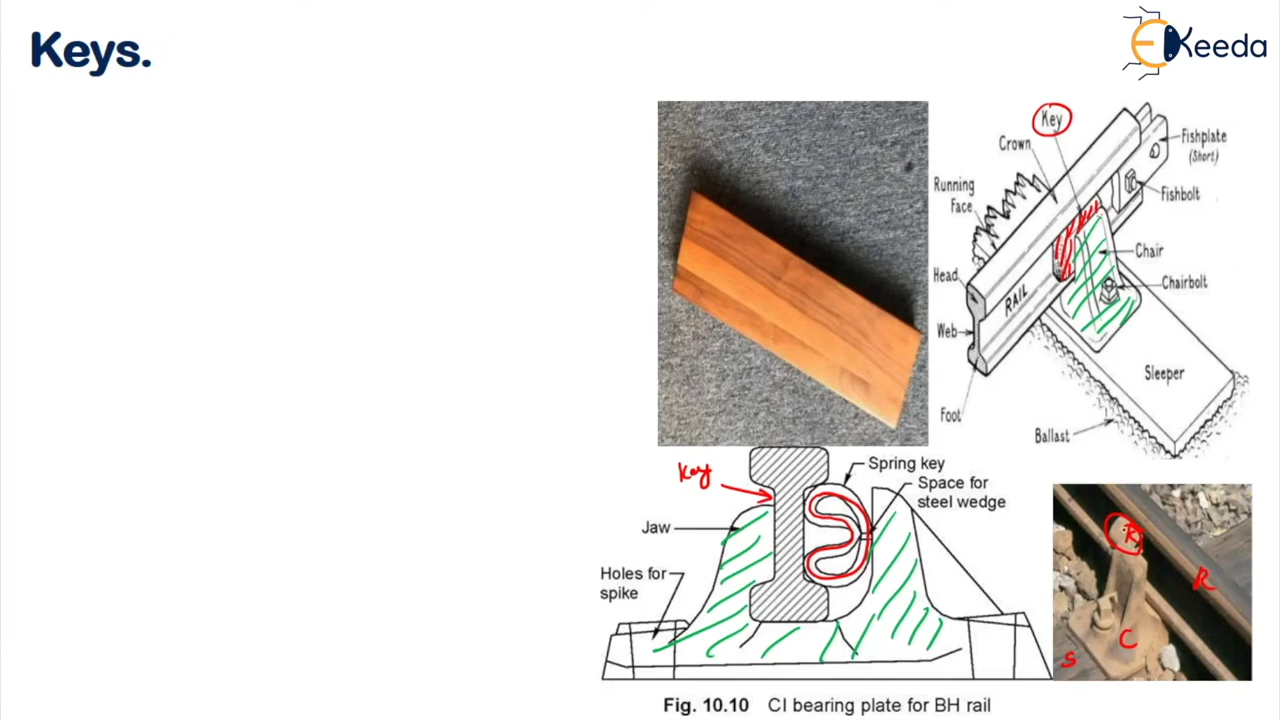 Keys.
EKeeda
Key
Crown
Fishplate
(Short)
Running
Face
Fishbolt
Chair
Head
Chairbolt
RAIL
Web
Sleeper
Foot
Ballast
Key
Spring key
Space for
steel wedge
Jaw
Holes for
spike
R
C
S
Fig. 10.10 CI bearing plate for BH rail